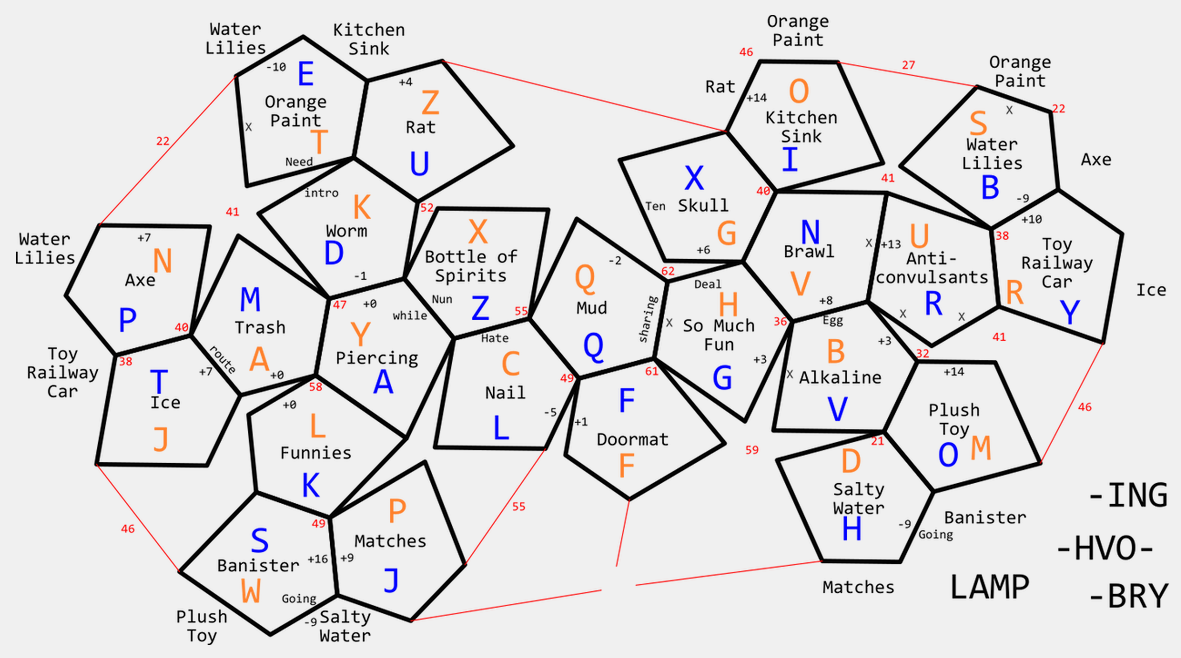 Water
Lilies
Kitchen
Sink
-10
E
Orange
Paint
X
T
Need
+4
Z
Rat
U
22
41
intro
K
Worm
D
-1
52
Water
Lilies
+7
N
Axe
P
40
38
Toy
Railway
Car
T
Ice
J
46
M
Trash
A
route
+7
+0
47
+0
while
Y
Piercing
A
58
X
Bottle of
Spirits
Nun
Z
55
Hate
C
Nail
-5
L
+0
L
Funnies
K
49
S
Banister
+16
W
Going
-9
Plush
Toy
Salty
Water
P
+9
Matches
J
55
Q
-2
Mud
Q
sharing
49
+1
F
Doormat
F
61
62
Orange
Paint
46
Rat
+14
O
Kitchen
Sink
I
27
X
Ten
Skull
G
+6
40
41
N
Brawl
V
+8
X
Deal
H
X
So Much
Fun
+3
G
36
Egg
B
X
Alkaline
V
+3
59
+13
U
Anti-
convulsants
R
X
X
Orange
Paint
X
22
S
Water
Lilies
B
-9
Axe
38
+10
Toy
Railway
Car
R
Y
41
Ice
46
32
+14
Plush
Toy
O
M
21
D
Salty
Water
H
-9
Going
Banister
Matches
-ING
-HVO-
LAMP
-BRY